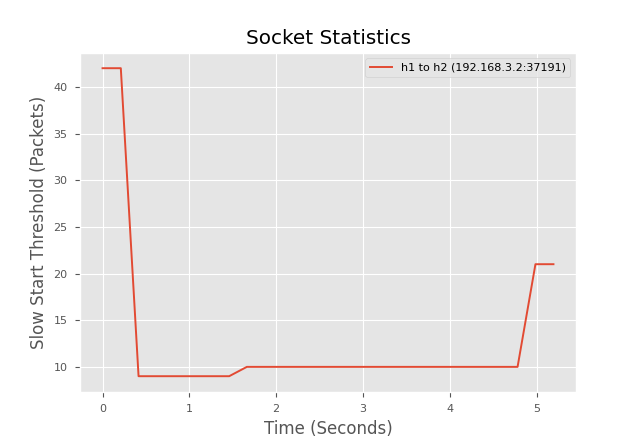 Socket Statistics
h1 to h2 (192.168.3.2:37191)
Slow Start Threshold (Packets)
40
35
30
25
20
15
10
0 1 2 3 4 5
Time (Seconds)